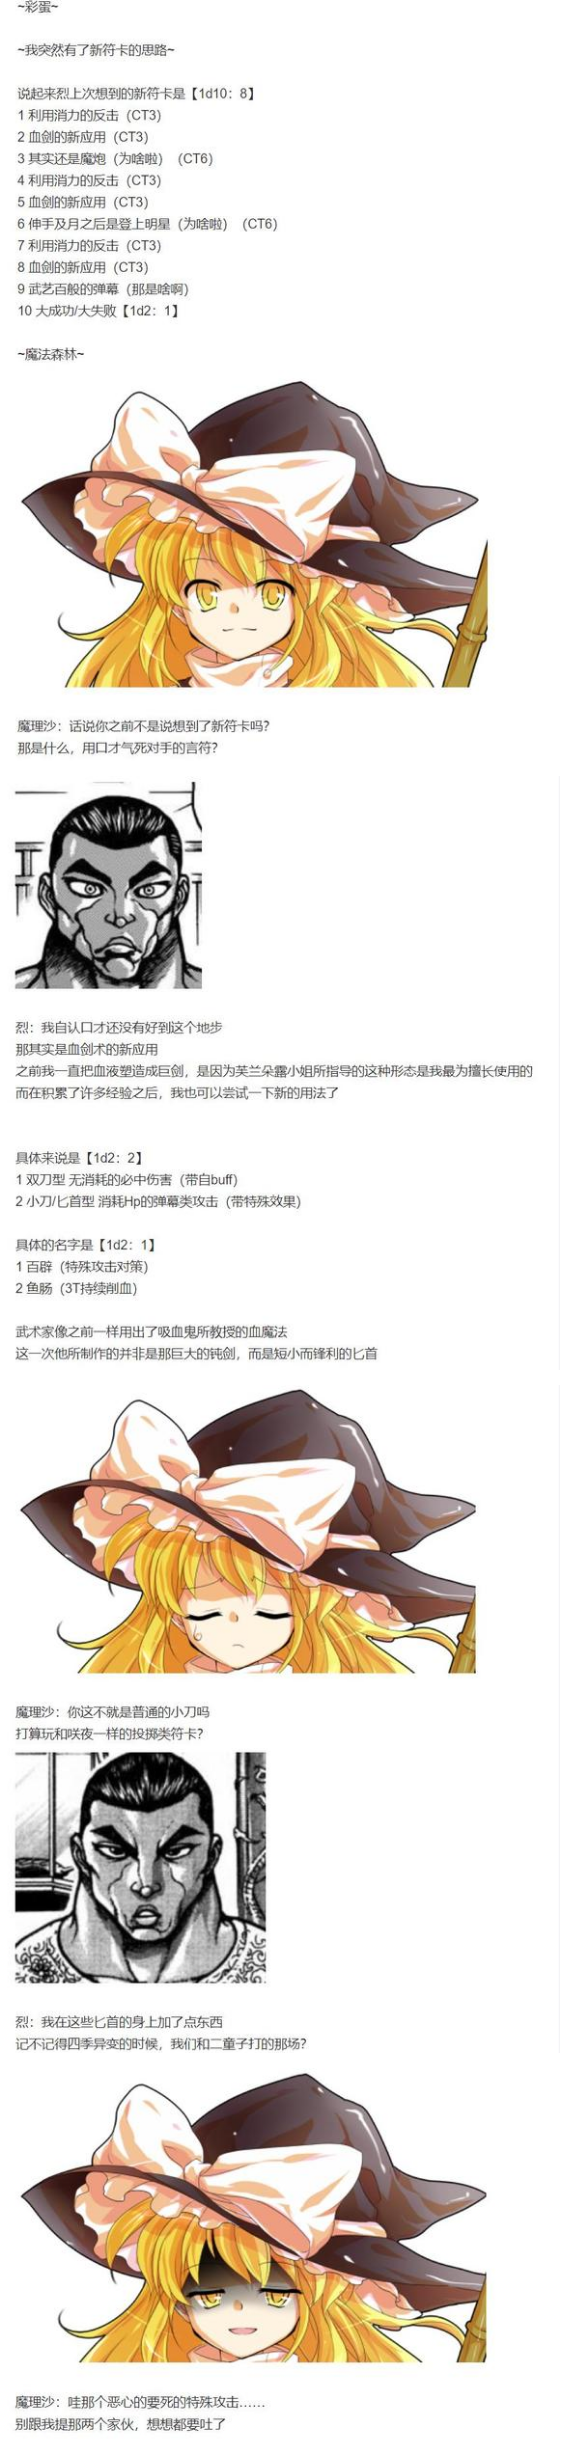 ~彩蛋~
~我突然有了新符卡的思路~
说起来烈上次想到的新符卡是【1d10：8】
1 利用消力的反击（CT3）
2 血剑的新应用（CT3）
3 其实还是魔炮（为啥啦）（CT6）
4 利用消力的反击（CT3）
5 血剑的新应用（CT3）
6 伸手及月之后是登上明星（为啥啦）（CT6）
7 利用消力的反击（CT3）
8 血剑的新应用（CT3）
9 武艺百般的弹幕（那是啥啊）
10 大成功/大失败【1d2：1】
~魔法森林~
魔理沙：话说你之前不是说想到了新符卡吗？
那是什么，用口才气死对手的言符？
烈：我自认口才还没有好到这个地步
那其实是血剑术的新应用
之前我一直把血液塑造成巨剑，是因为芙兰朵露小姐所指导的这种形态是我最为擅长使用的
而在积累了许多经验之后，我也可以尝试一下新的用法了
具体来说是【1d2：2】
1 双刀型 无消耗的必中伤害（带自buff）
2 小刀/匕首型 消耗Hp的弹幕类攻击（带特殊效果）
具体的名字是【1d2：1】
1 百辟（特殊攻击对策）
2 鱼肠（3T持续削血）
武术家像之前一样用出了吸血鬼所教授的血魔法
这一次他所制作的并非是那巨大的钝剑，而是短小而锋利的匕首
魔理沙：你这不就是普通的小刀吗
打算玩和咲夜一样的投掷类符卡？
烈：我在这些匕首的身上加了点东西
记不记得四季异变的时候，我们和二童子打的那场？
魔理沙：哇那个恶心的要死的特殊攻击……
别跟我提那两个家伙，想想都要吐了